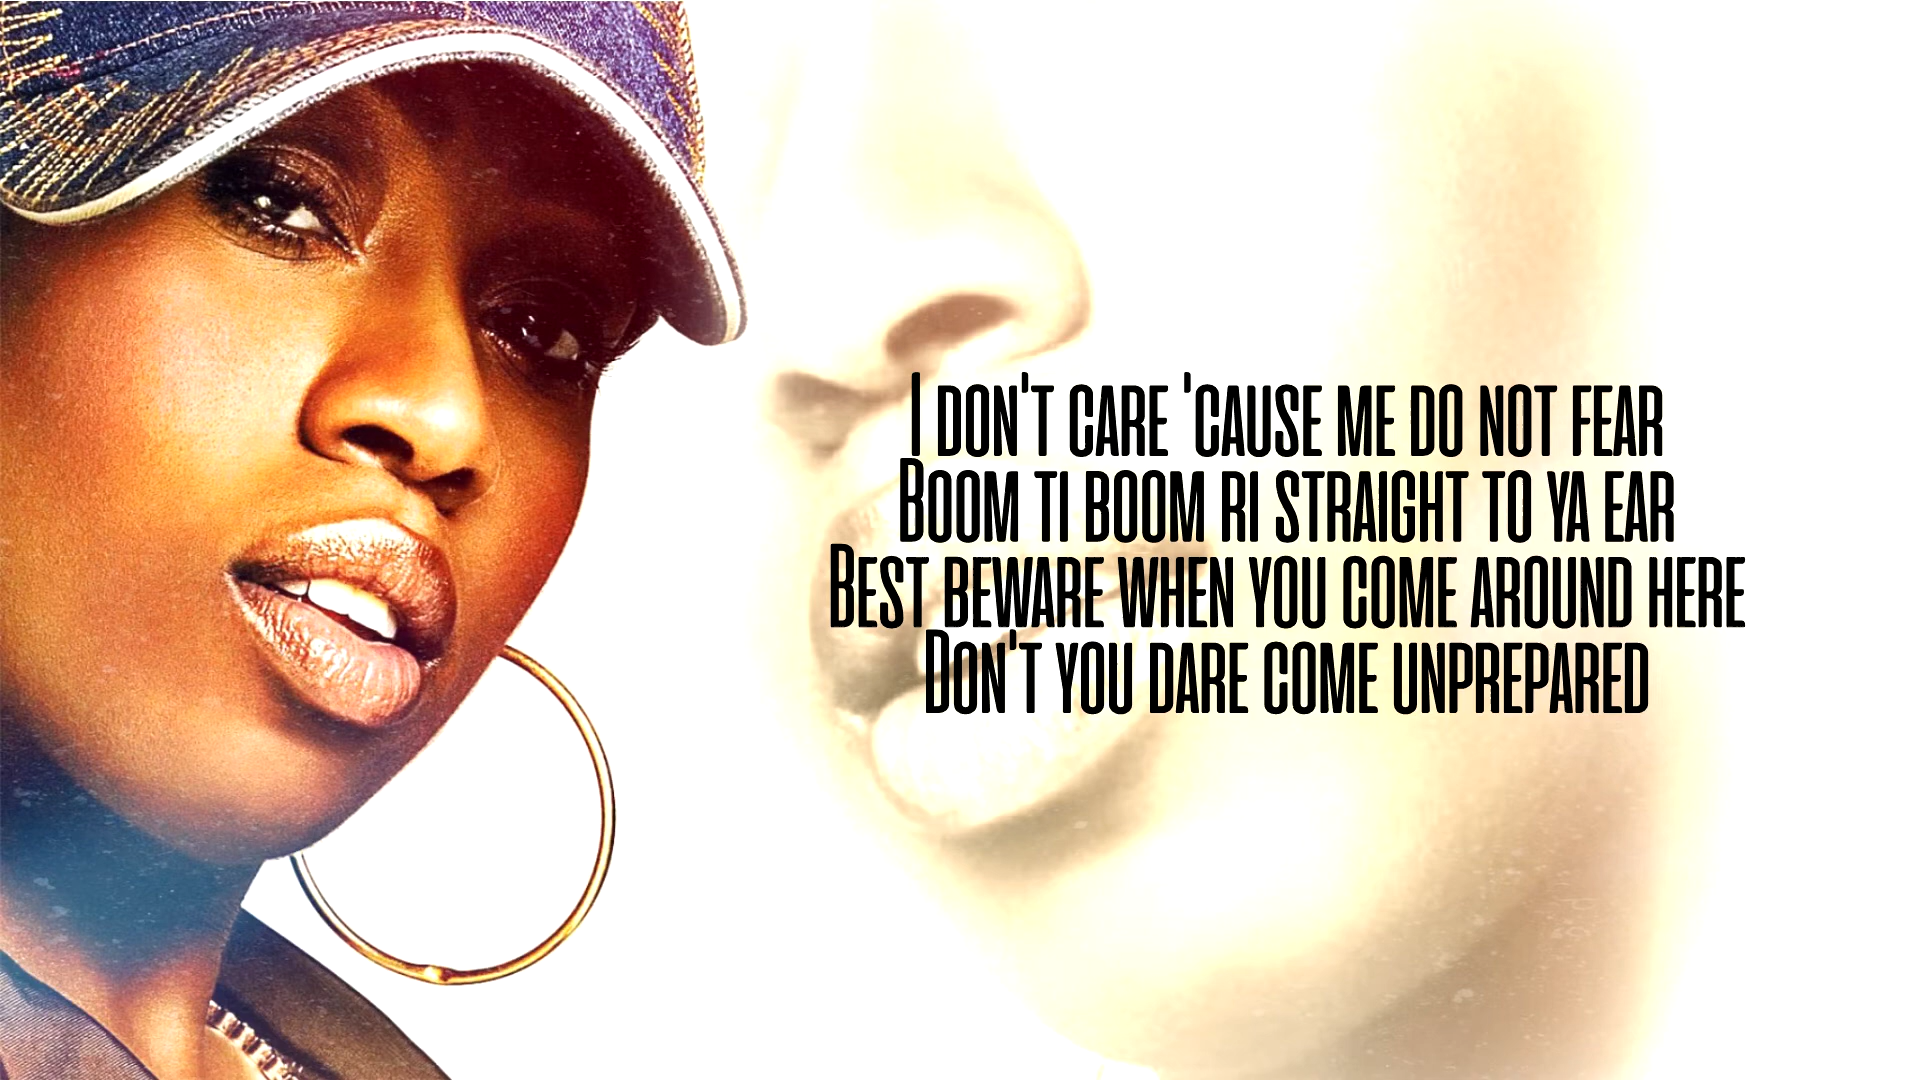 I don't care 'cause me do not fear
Boom ti boom ri straight to ya ear
Best beware when you come around here
Don't you dare come unprepared